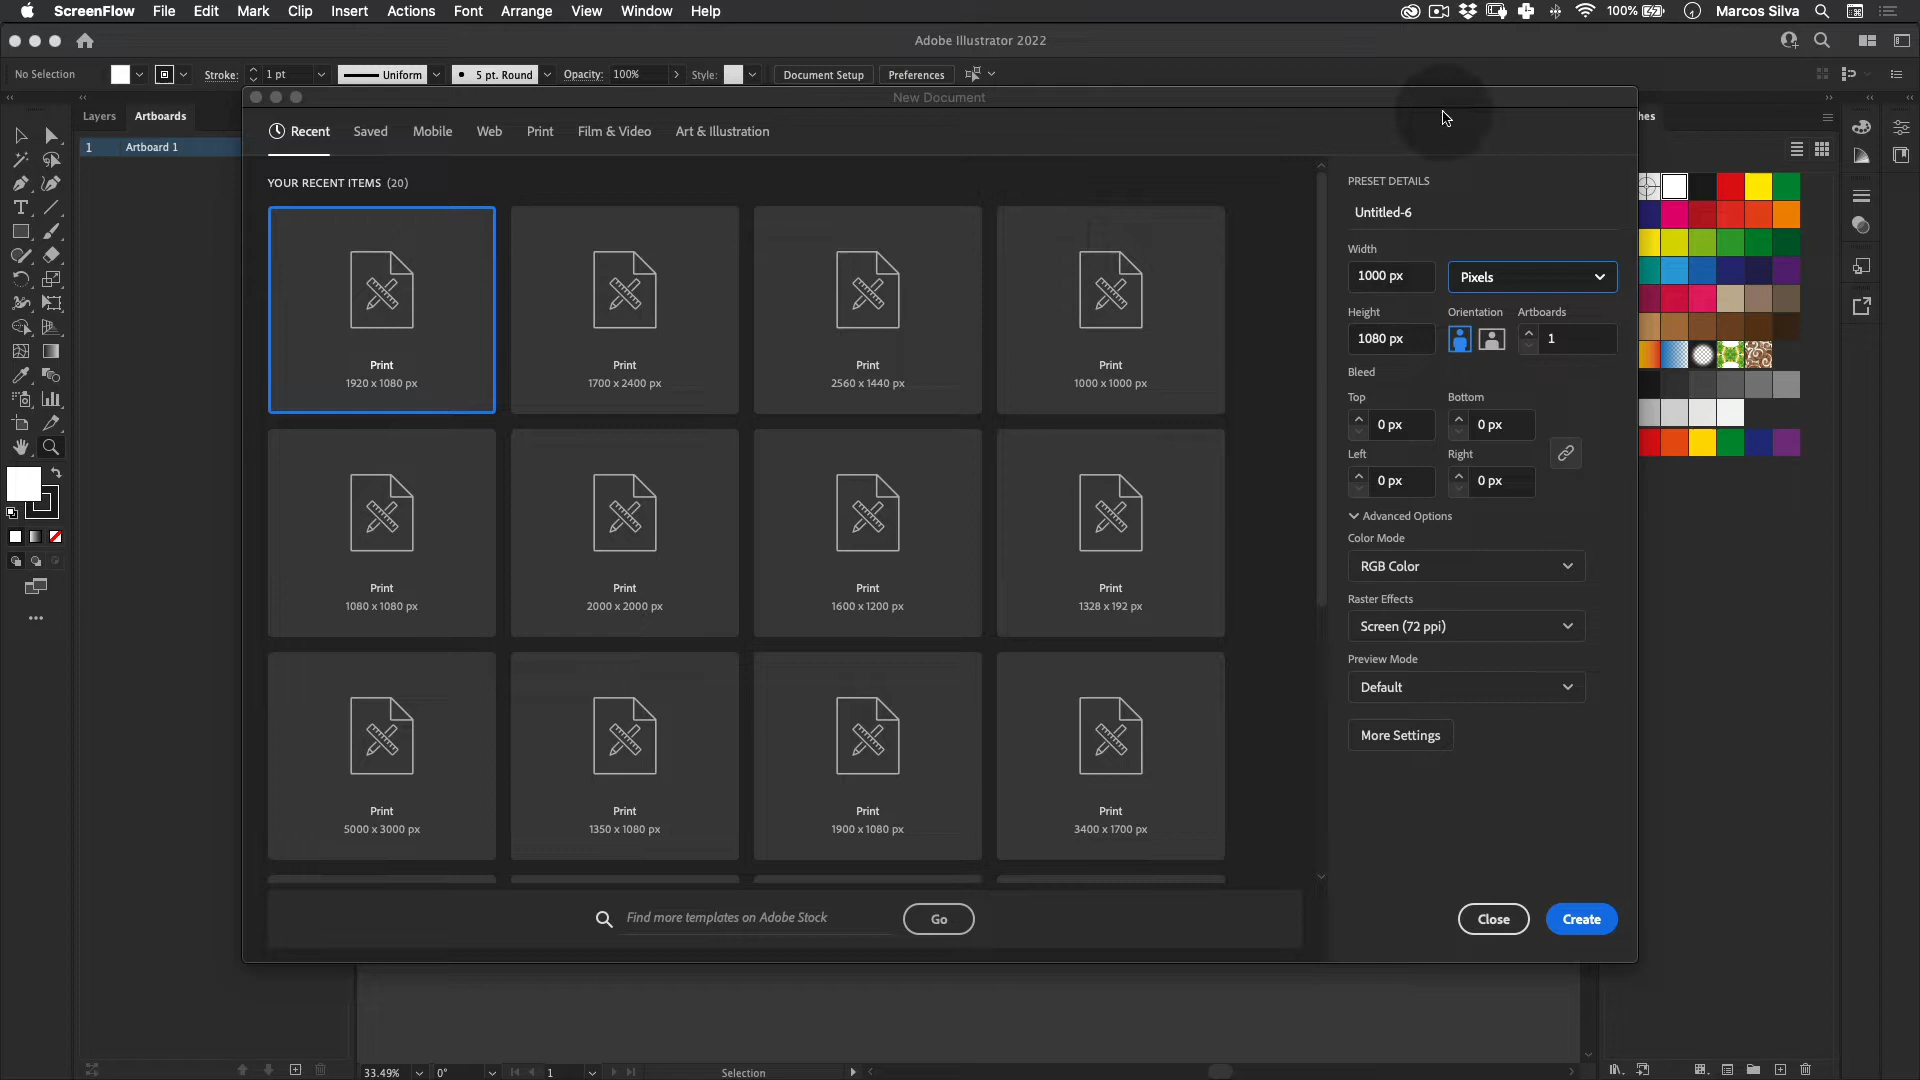 ScreenFlow File Edit Mark Clip Insert Actions Font Arrange View Window Help 100% Marcos Silva
Adobe Illustrator 2022
No Selection Stroke: 1 pt Uniform 5 pt. Round Opacity: 100% Style: Document Setup Preferences
New Document
Layers Artboards
1 Artboard 1
Recent Saved Mobile Web Print Film & Video Art & Illustration
hes
YOUR RECENT ITEMS (20)
Print
1920 x 1080 px
Print
1700 x 2400 px
Print
2560 x 1440 px
Print
1000 x 1000 px
Print
1080 x 1080 px
Print
2000 x 2000 px
Print
1600 x 1200 px
Print
1328 x 192 px
Print
5000 x 3000 px
Print
1350 x 1080 px
Print
1900 x 1080 px
Print
3400 x 1700 px
Find more templates on Adobe Stock Go
PRESET DETAILS
Untitled-6
Width
1000 px Pixels
Height Orientation Artboards
1080 px 1
Bleed
Top Bottom
0 px 0 px
Left Right
0 px 0 px
Advanced Options
Color Mode
RGB Color
Raster Effects
Screen (72 ppi)
Preview Mode
Default
More Settings
Close Create
33.49% 0° 1 Selection